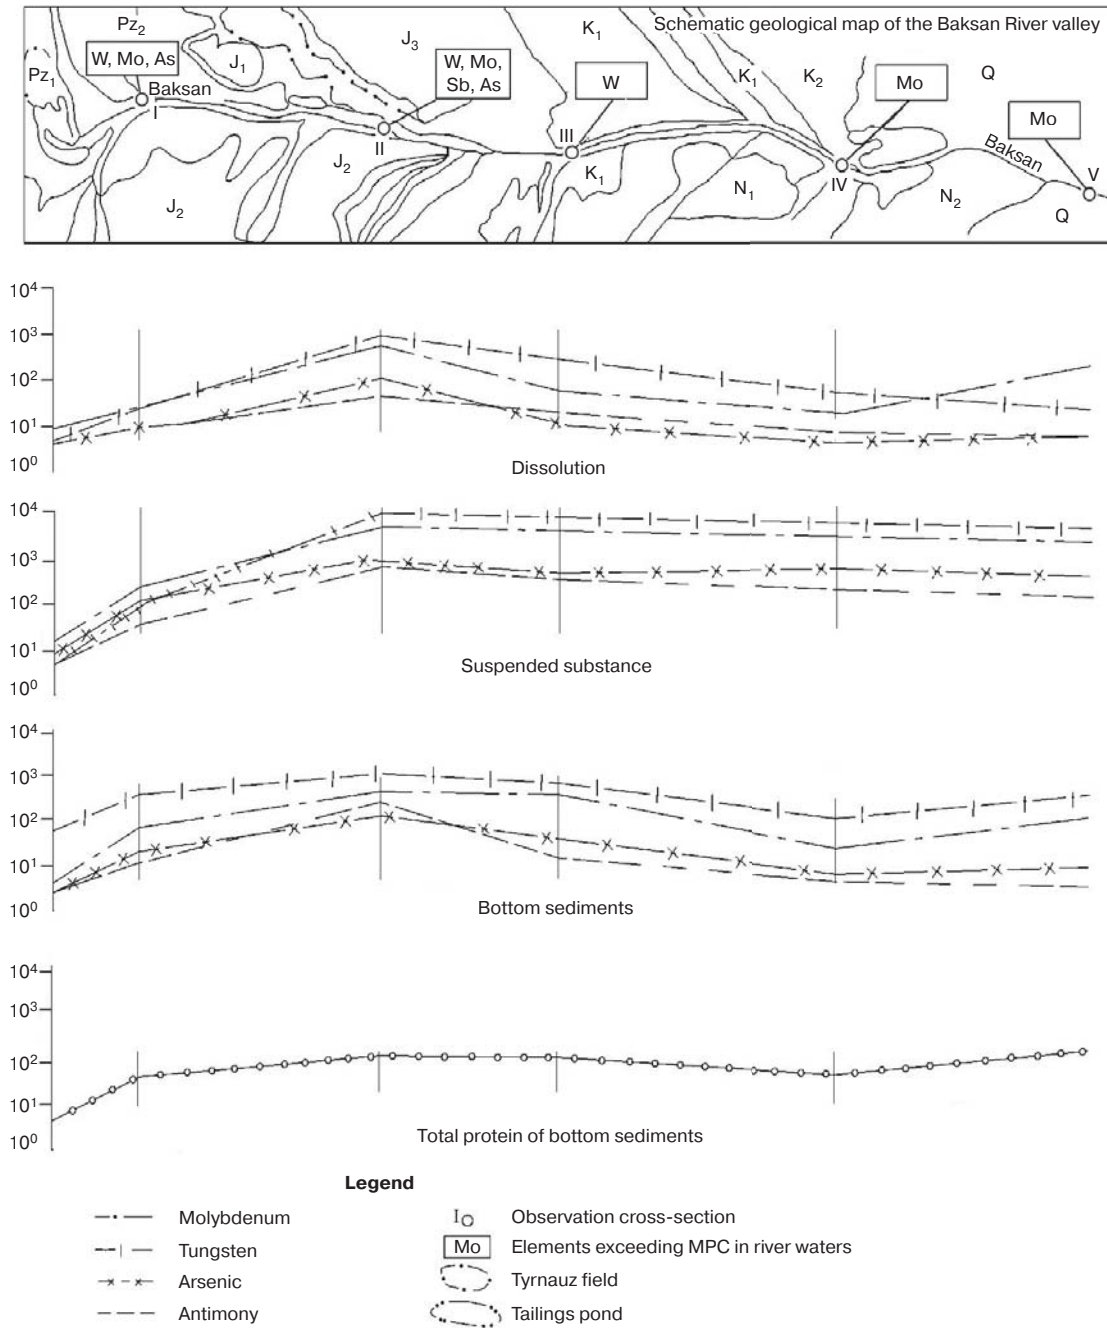 Schematic geological map of the Baksan River valley
Pz2
J3
K1
Q
Pz1
W, Mo, As
J1
W, Mo,
Sb, As
W
K1
K2
Mo
Mo
Baksan
I
II
III
IV
V
Baksan
J2
J2
K1
N1
N2
Q
10⁴
10³
10²
10¹
10⁰
Dissolution
10⁴
10³
10²
10¹
10⁰
Suspended substance
10⁴
10³
10²
10¹
10⁰
Bottom sediments
10⁴
10³
10²
10¹
10⁰
Total protein of bottom sediments
Legend
Molybdenum
Tungsten
Arsenic
Antimony
I Observation cross-section
Mo Elements exceeding MPC in river waters
Tyrnauz field
Tailings pond